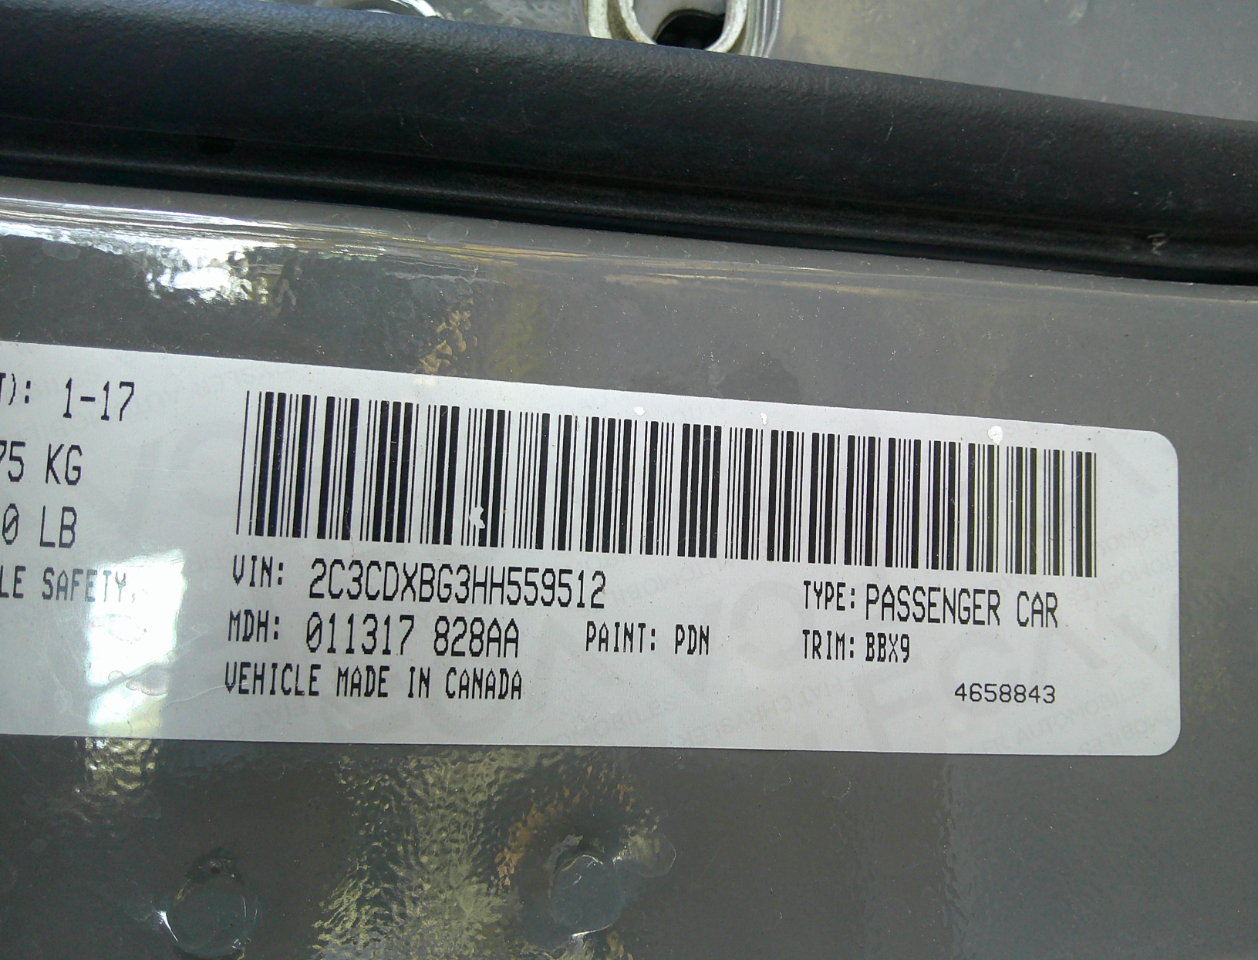 T): 1-17
75 KG
0 LB
LE SAFETY,
VIN: 2C3CDXBG3HH559512
TYPE: PASSENGER CAR
MDH: 011317 828AA PAINT: PDN TRIM: BBX9
VEHICLE MADE IN CANADA
4658843